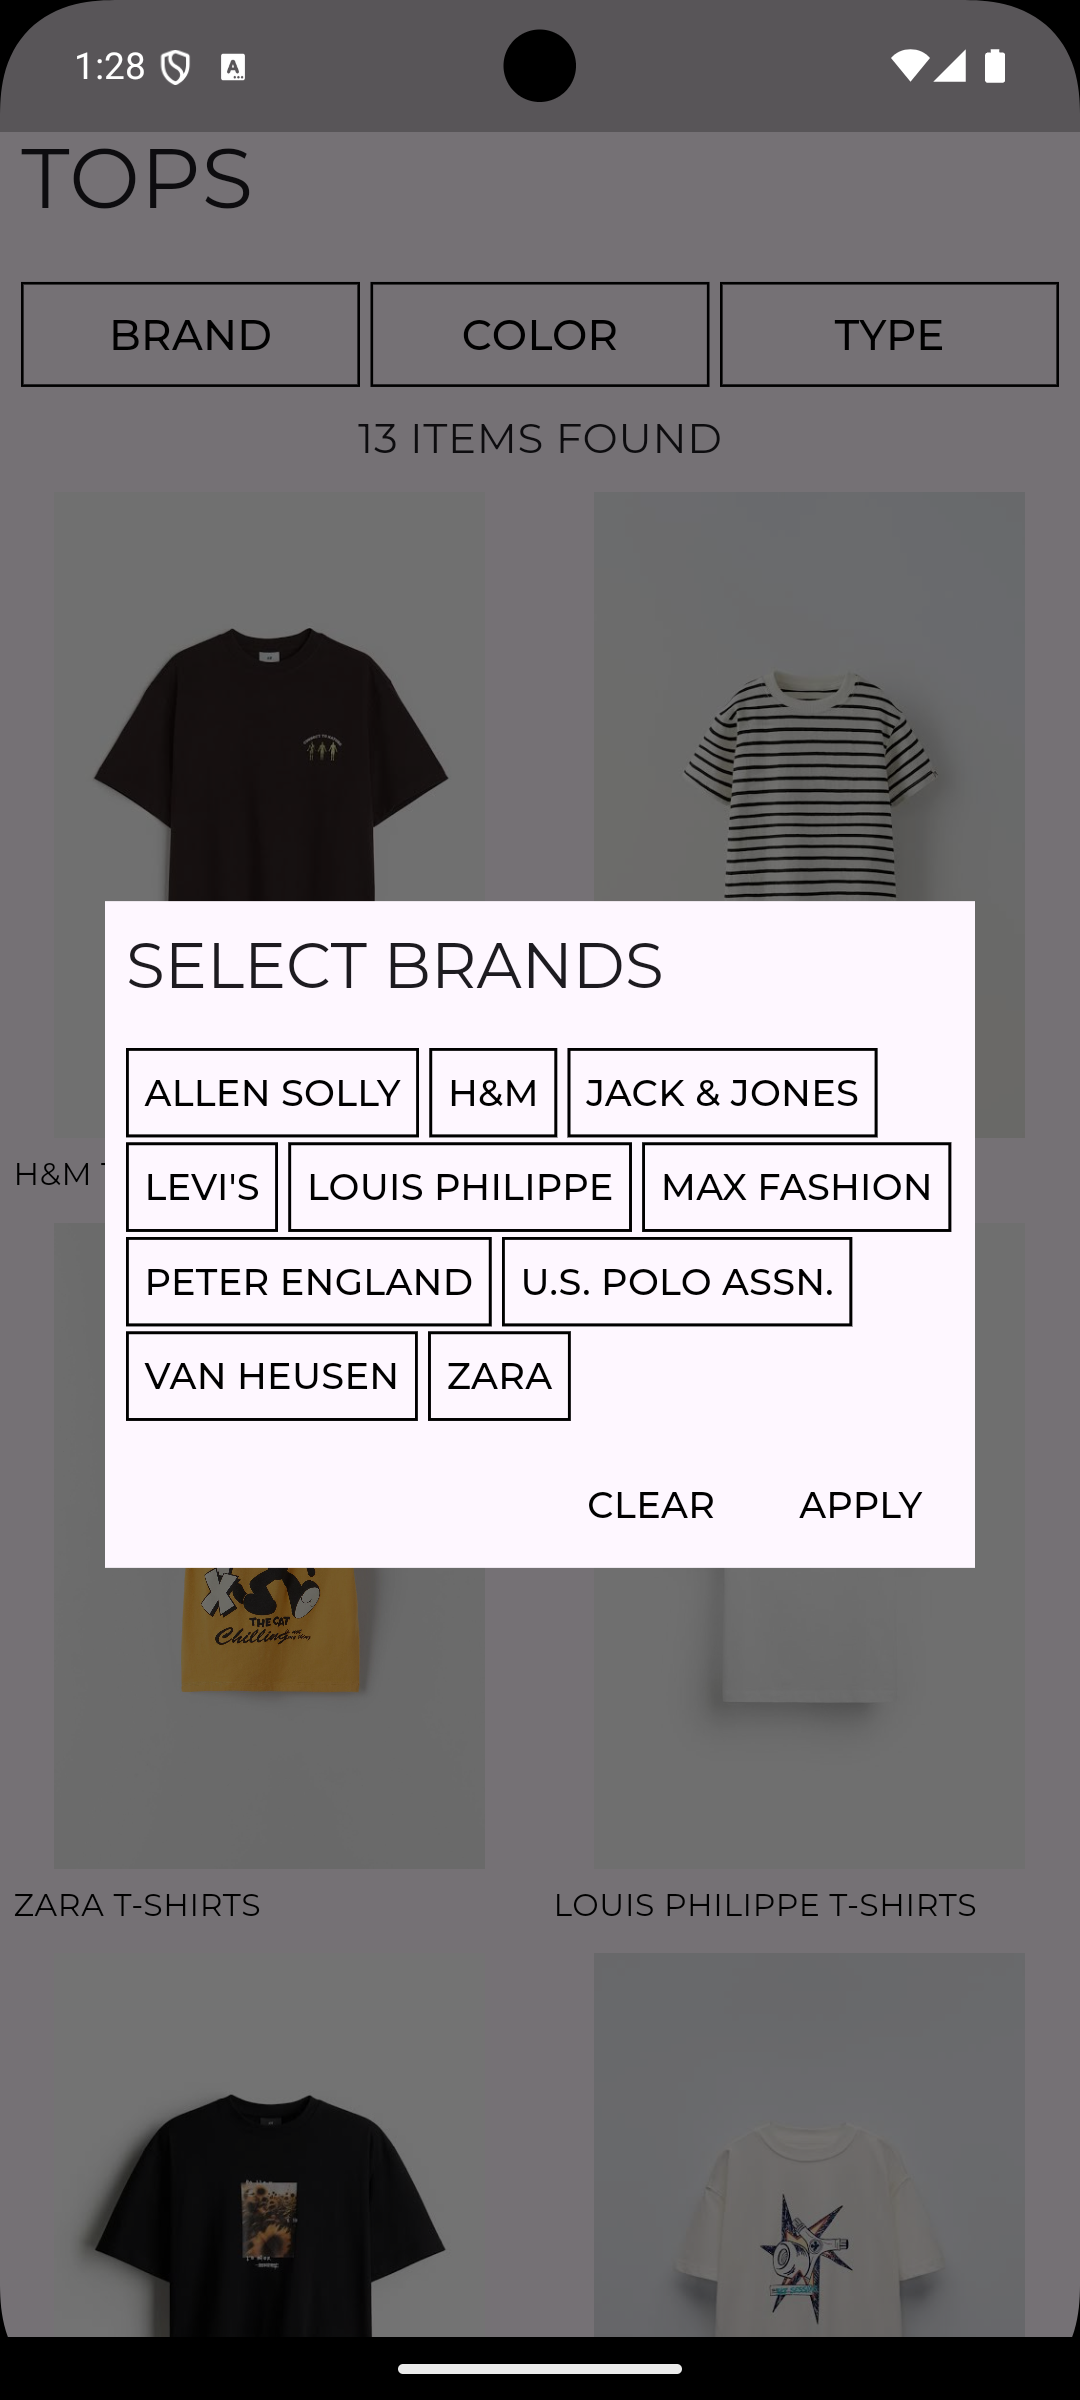 1:28
TOPS
BRAND COLOR TYPE
13 ITEMS FOUND
H&M
SELECT BRANDS
ALLEN SOLLY H&M JACK & JONES
LEVI'S LOUIS PHILIPPE MAX FASHION
PETER ENGLAND U.S. POLO ASSN.
VAN HEUSEN ZARA
CLEAR APPLY
THE CAT
Chilling
ZARA T-SHIRTS LOUIS PHILIPPE T-SHIRTS